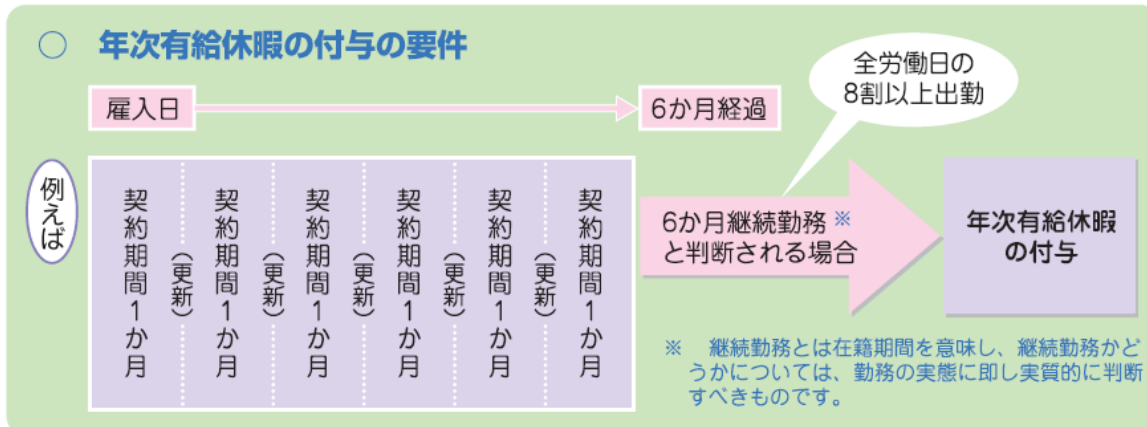 ○ 年次有給休暇の付与の要件
全労働日の
8割以上出勤
雇入日
6か月経過
例えば
契約期間1か月
(更新)
契約期間1か月
(更新)
契約期間1か月
(更新)
契約期間1か月
(更新)
契約期間1か月
(更新)
契約期間1か月
6か月継続勤務※
と判断される場合
年次有給休暇
の付与
※ 継続勤務とは在籍期間を意味し、継続勤務かど
うかについては、勤務の実態に即し実質的に判断
すべきものです。